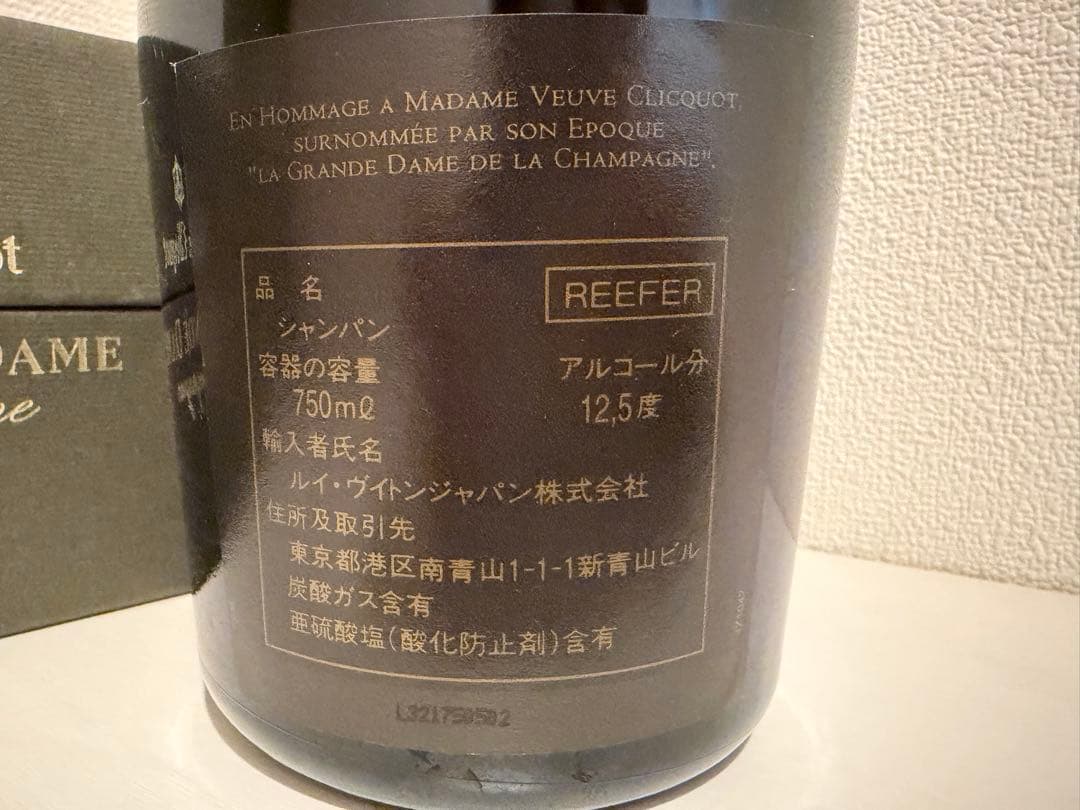 EN HOMMAGE A MADAME VEUVE CLICQUOT,
SURNOMMÉE PAR SON EPOQUE
"LA GRANDE DAME DE LA CHAMPAGNE".
品 名
REEFER
シャンパン
容器の容量
アルコール分
750mℓ
12,5度
輸入者氏名
ルイ・ヴイトンジャパン株式会社
住所及取引先
東京都港区南青山1-1-1新青山ビル
炭酸ガス含有
亜硫酸塩(酸化防止剤)含有
L321750502
ot
DAME